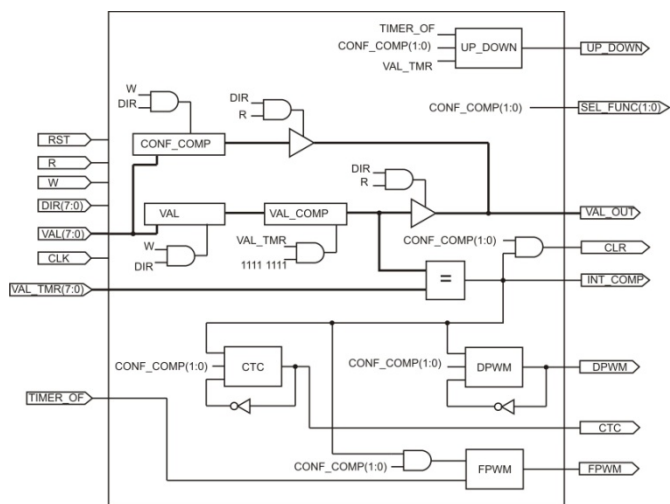 TIMER_OF
CONF_COMP(1:0)
VAL_TMR
UP_DOWN
UP_DOWN
W
DIR
DIR
R
CONF_COMP(1:0)
SEL_FUNC(1:0)
RST
CONF_COMP
R
W
DIR
R
DIR(7:0)
VAL
VAL_COMP
VAL(7:0)
VAL_OUT
W
DIR
VAL_TMR
1111 1111
CONF_COMP(1:0)
CLR
CLK
=
INT_COMP
VAL_TMR(7:0)
CONF_COMP(1:0)
CTC
CONF_COMP(1:0)
DPWM
DPWM
TIMER_OF
CTC
CONF_COMP(1:0)
FPWM
FPWM